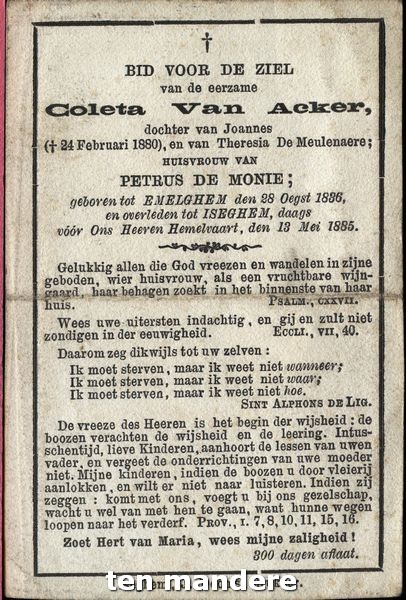 †
BID VOOR DE ZIEL
van de eerzame
Coleta Van Acker,
dochter van Joannes
(† 24 Februari 1880), en van Theresia De Meulenaere;
HUISVROUW VAN
PETRUS DE MONIE;
geboren tot EMELGHEM den 28 Oegst 1836,
en overleden tot ISEGHEM, daags
vóór Ons Heeren Hemelvaart, den 13 Mei 1885.
Gelukkig allen die God vreezen en wandelen in zijne
geboden, wier huisvrouw, als een vruchtbare wijn-
gaard, haar behagen zoekt in het binnenste van haar
huis. PSALM., CXXVII.
Wees uwe uitersten indachtig, en gij en zult niet
zondigen in der eeuwigheid. ECCLI., VII, 40.
Daarom zeg dikwijls tot uw zelven :
Ik moet sterven, maar ik weet niet wanneer;
Ik moet sterven, maar ik weet niet waar;
Ik moet sterven, maar ik weet niet hoe.
SINT ALPHONS DE LIG.
De vreeze des Heeren is het begin der wijsheid : de
boozen verachten de wijsheid en de leering. Intus-
schentijd, lieve Kinderen, aanhoort de lessen van uwen
vader, en vergeet de onderrichtingen van uwe moeder
niet. Mijne kinderen, indien de boozen u door vleierij
aanlokken, en wilt er niet naar luisteren. Indien zij
zeggen : komt met ons, voegt u bij ons gezelschap,
wacht u wel van met hen te gaan, want hunne wegen
loopen naar het verderf. PROV., I. 7, 8, 10, 11, 15, 16.
Zoet Hert van Maria, wees mijne zaligheid !
300 dagen aflaat.
ten mandere